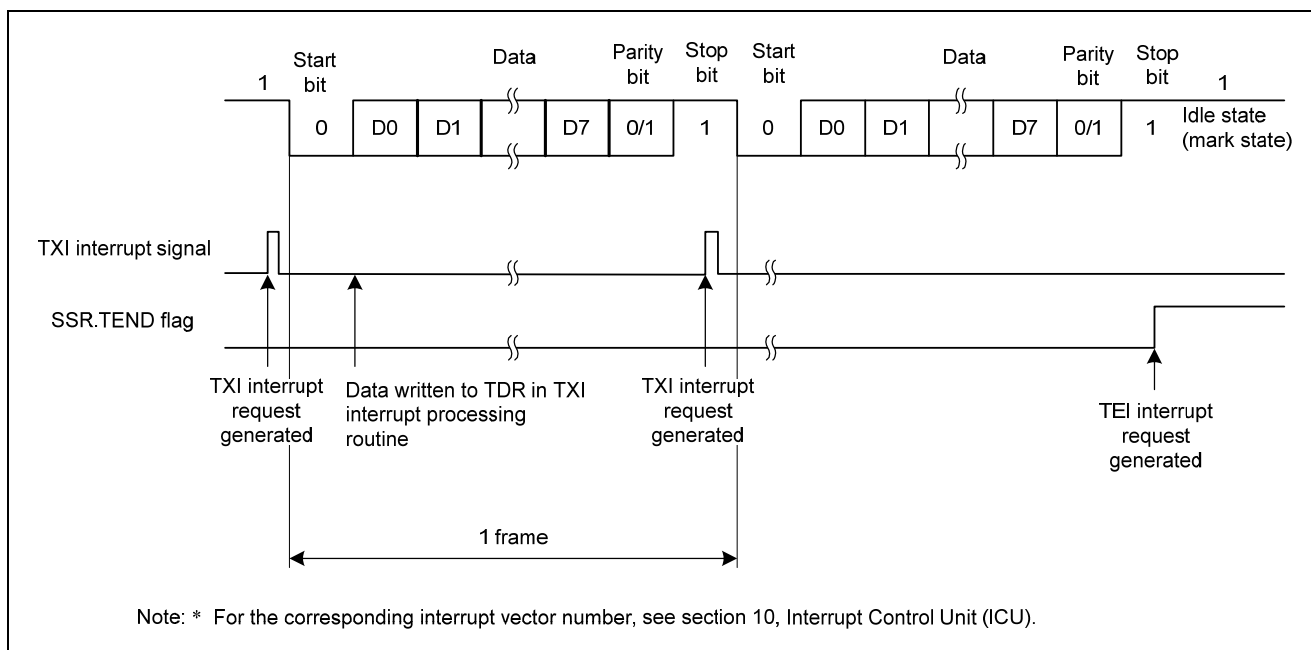 Start bit
Data
Parity bit
Stop bit
Start bit
Data
Parity bit
Stop bit
1
1
0
D0
D1
D7
0/1
1
0
D0
D1
D7
0/1
1
Idle state
(mark state)
TXI interrupt signal
SSR.TEND flag
TXI interrupt
request
generated
Data written to TDR in TXI
interrupt processing
routine
TXI interrupt
request
generated
TEI interrupt
request
generated
1 frame
Note: * For the corresponding interrupt vector number, see section 10, Interrupt Control Unit (ICU).